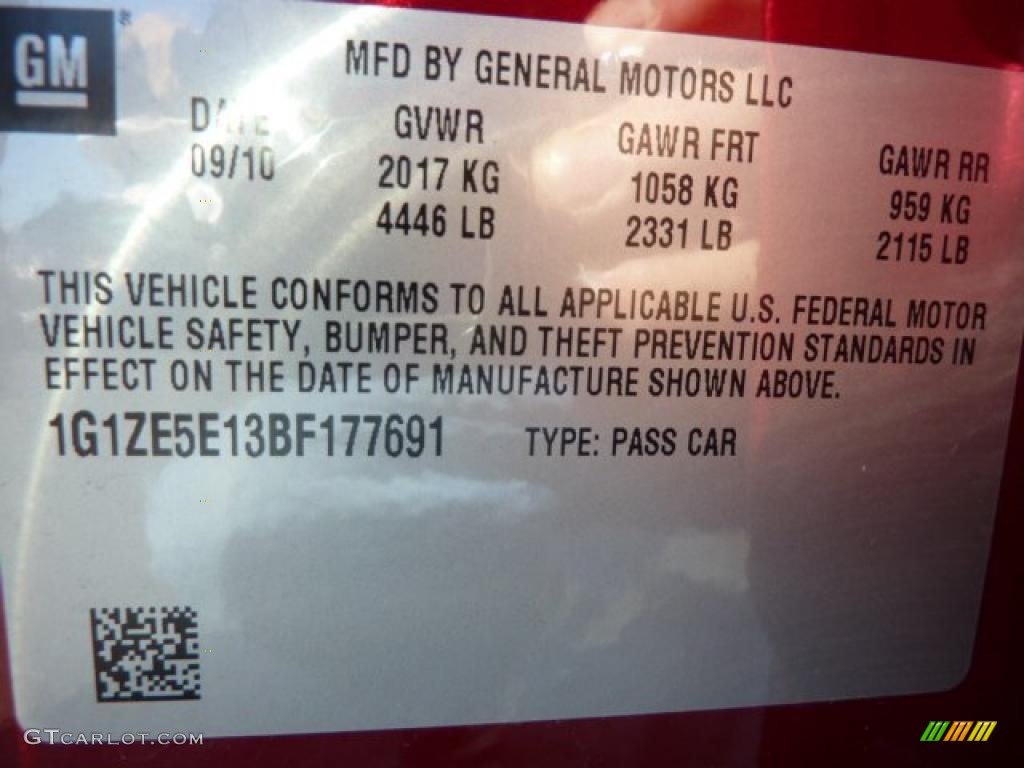 GM
MFD BY GENERAL MOTORS LLC
DATE GVWR GAWR FRT GAWR RR
09/10 2017 KG 1058 KG 959 KG
4446 LB 2331 LB 2115 LB
THIS VEHICLE CONFORMS TO ALL APPLICABLE U.S. FEDERAL MOTOR
VEHICLE SAFETY, BUMPER, AND THEFT PREVENTION STANDARDS IN
EFFECT ON THE DATE OF MANUFACTURE SHOWN ABOVE.
1G1ZE5E13BF177691 TYPE: PASS CAR
GTCARLOT.COM